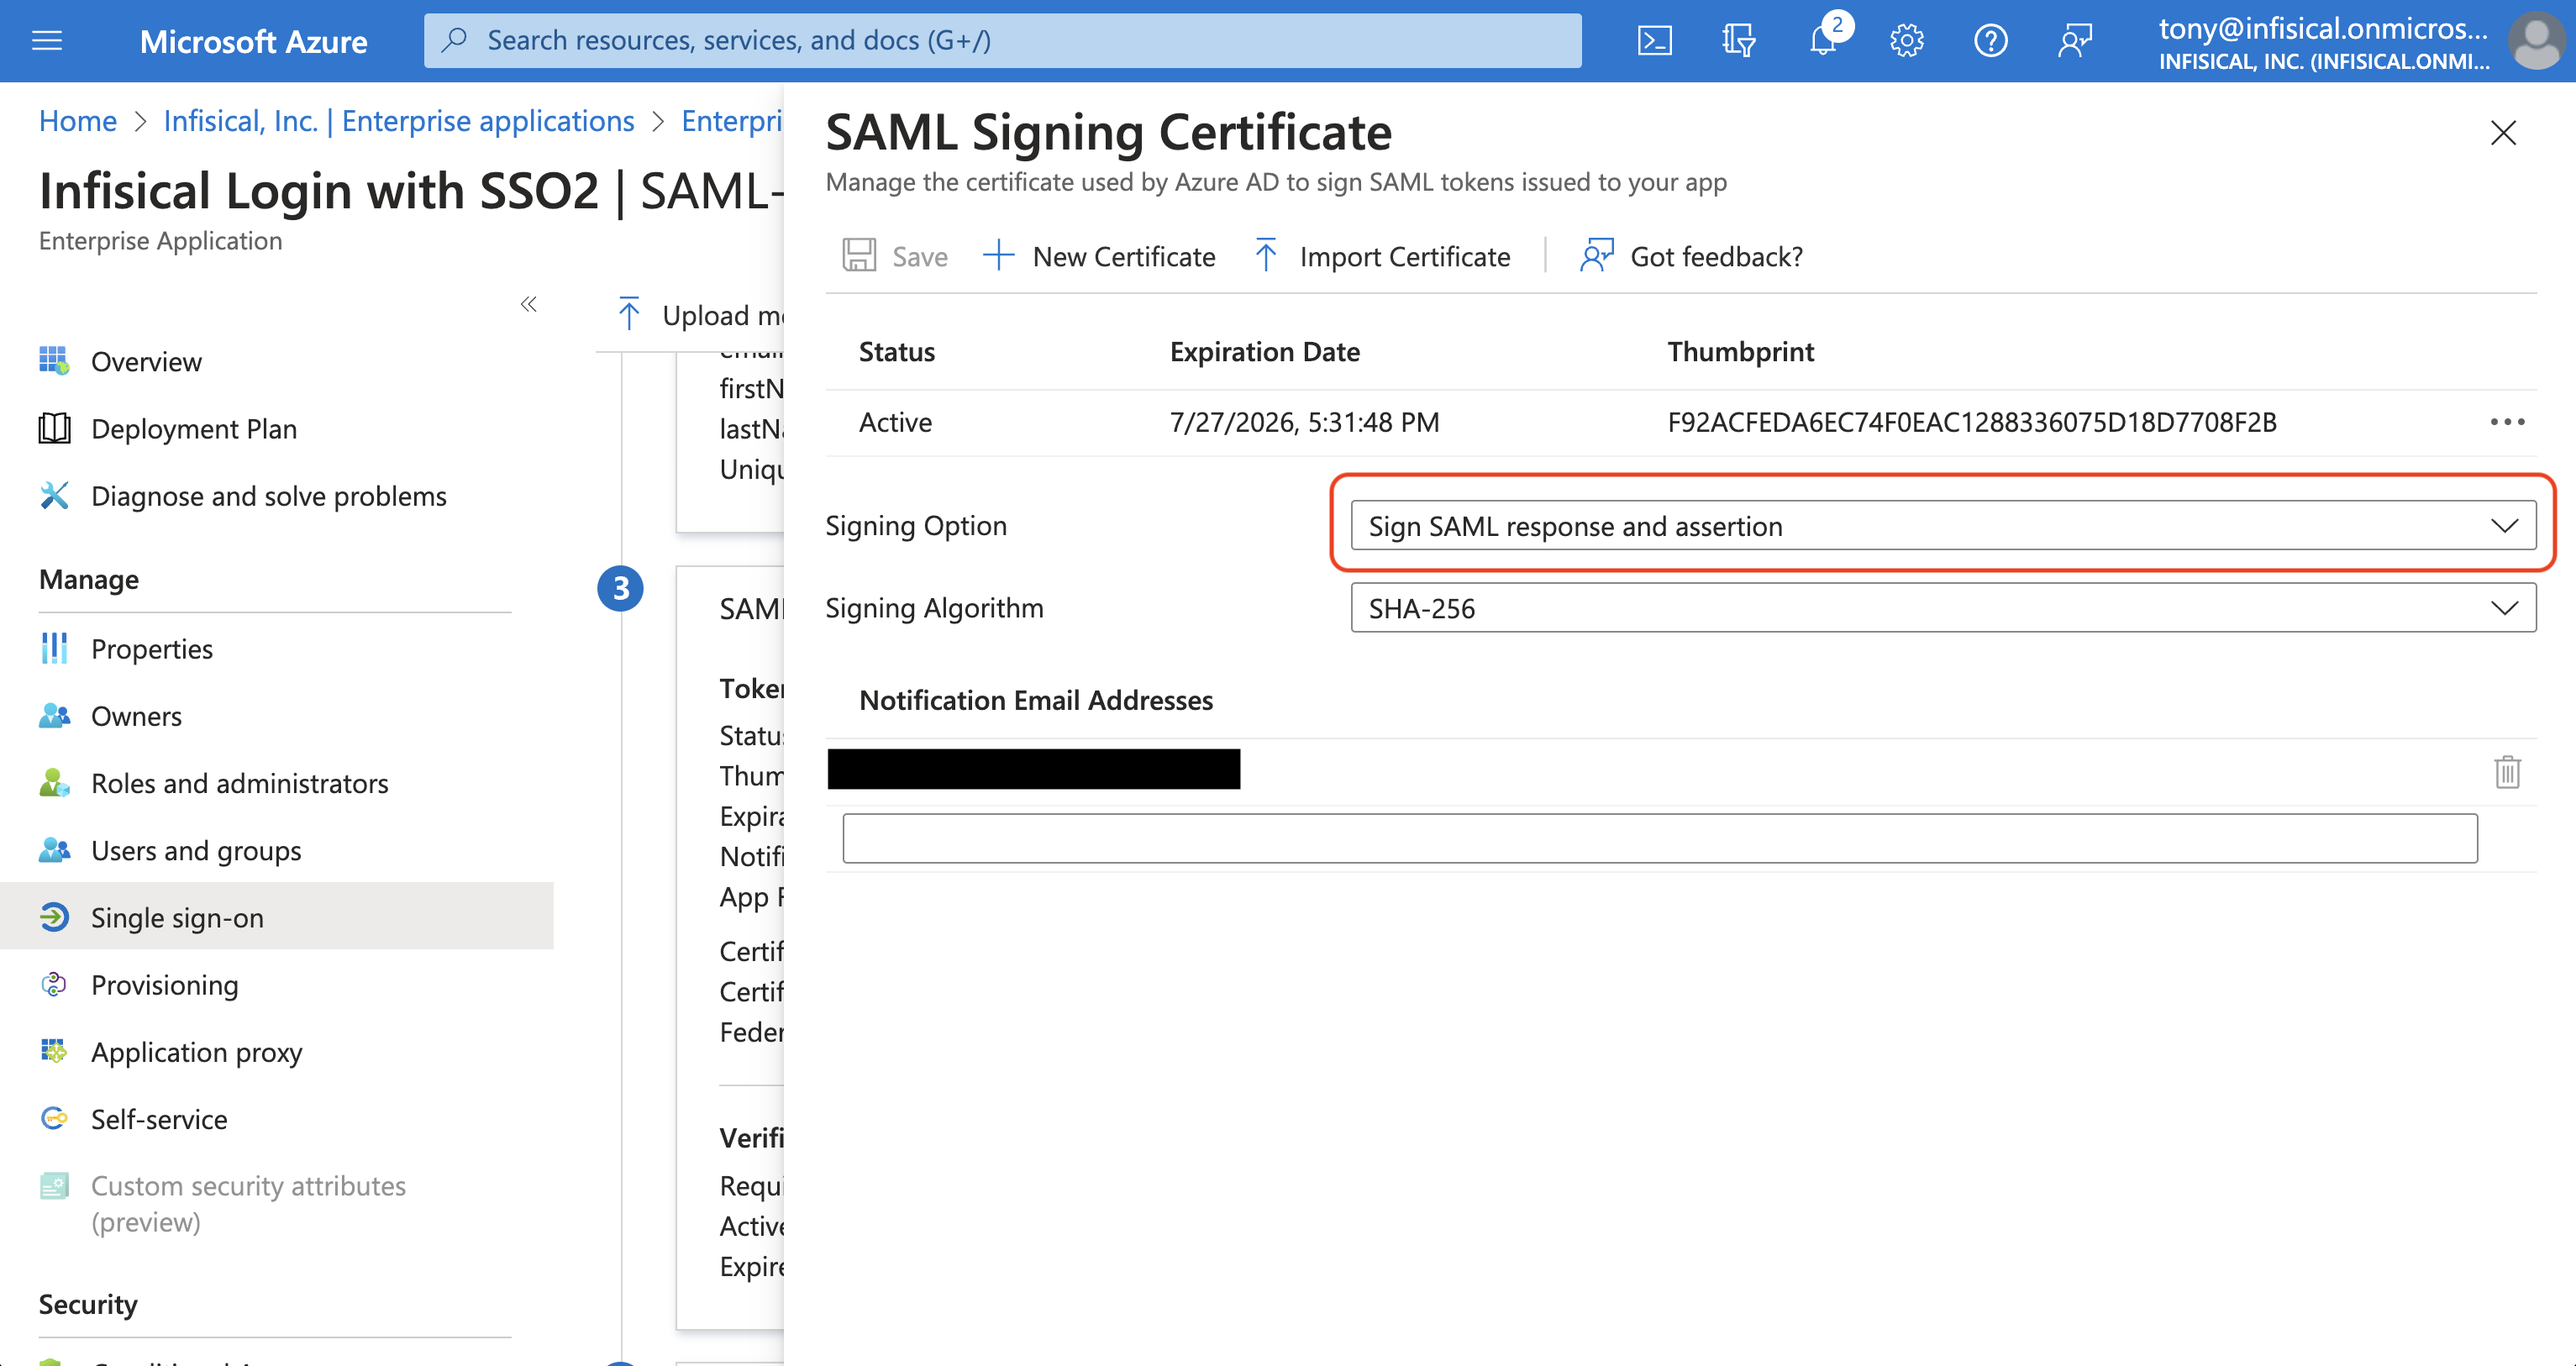 Microsoft Azure
Search resources, services, and docs (G+/)
2
tony@infisical.onmicros...
INFISICAL, INC. (INFISICAL.ONMI...
Home > Infisical, Inc. | Enterprise applications > Enterpri
Infisical Login with SSO2 | SAML-
Enterprise Application
«
Overview
Deployment Plan
Diagnose and solve problems
Manage
Properties
Owners
Roles and administrators
Users and groups
Single sign-on
Provisioning
Application proxy
Self-service
Custom security attributes
(preview)
Security
Upload m
firstN
lastN
Uniqu
3
SAML
Token
Status
Thum
Expira
Notifi
App F
Certif
Certif
Feder
Verifi
Requi
Active
Expire
SAML Signing Certificate
Manage the certificate used by Azure AD to sign SAML tokens issued to your app
Save New Certificate Import Certificate Got feedback?
Status Expiration Date Thumbprint
Active 7/27/2026, 5:31:48 PM F92ACFEDA6EC74F0EAC1288336075D18D7708F2B
Signing Option Sign SAML response and assertion
Signing Algorithm SHA-256
Notification Email Addresses